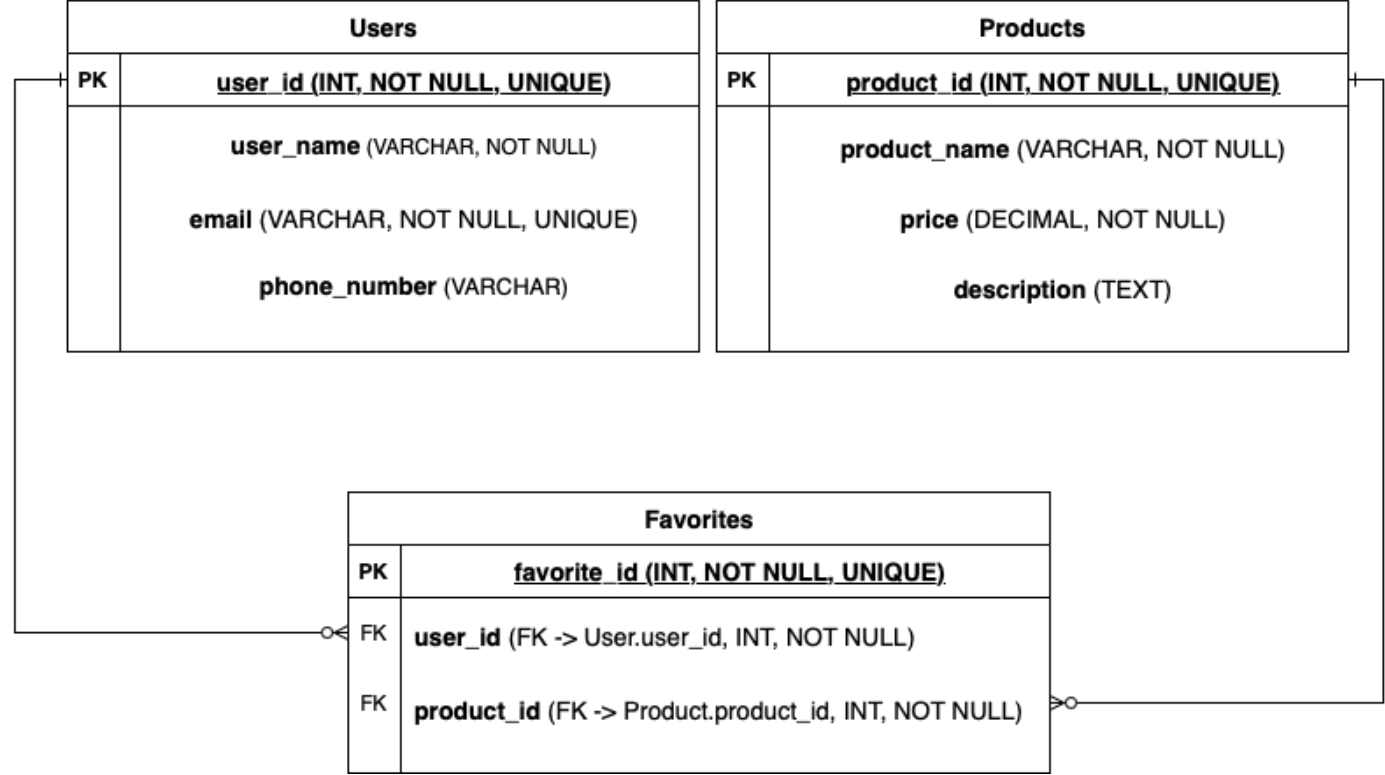 Users
PK user_id (INT, NOT NULL, UNIQUE)
user_name (VARCHAR, NOT NULL)
email (VARCHAR, NOT NULL, UNIQUE)
phone_number (VARCHAR)
Products
PK product_id (INT, NOT NULL, UNIQUE)
product_name (VARCHAR, NOT NULL)
price (DECIMAL, NOT NULL)
description (TEXT)
Favorites
PK favorite_id (INT, NOT NULL, UNIQUE)
FK user_id (FK -> User.user_id, INT, NOT NULL)
FK product_id (FK -> Product.product_id, INT, NOT NULL)